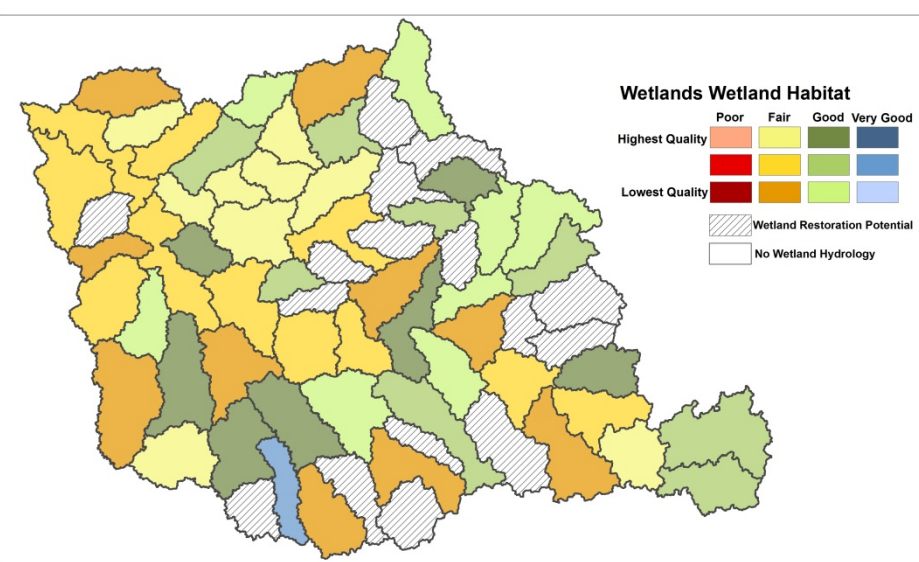 Wetlands Wetland Habitat
Poor Fair Good Very Good
Highest Quality
Lowest Quality
Wetland Restoration Potential
No Wetland Hydrology